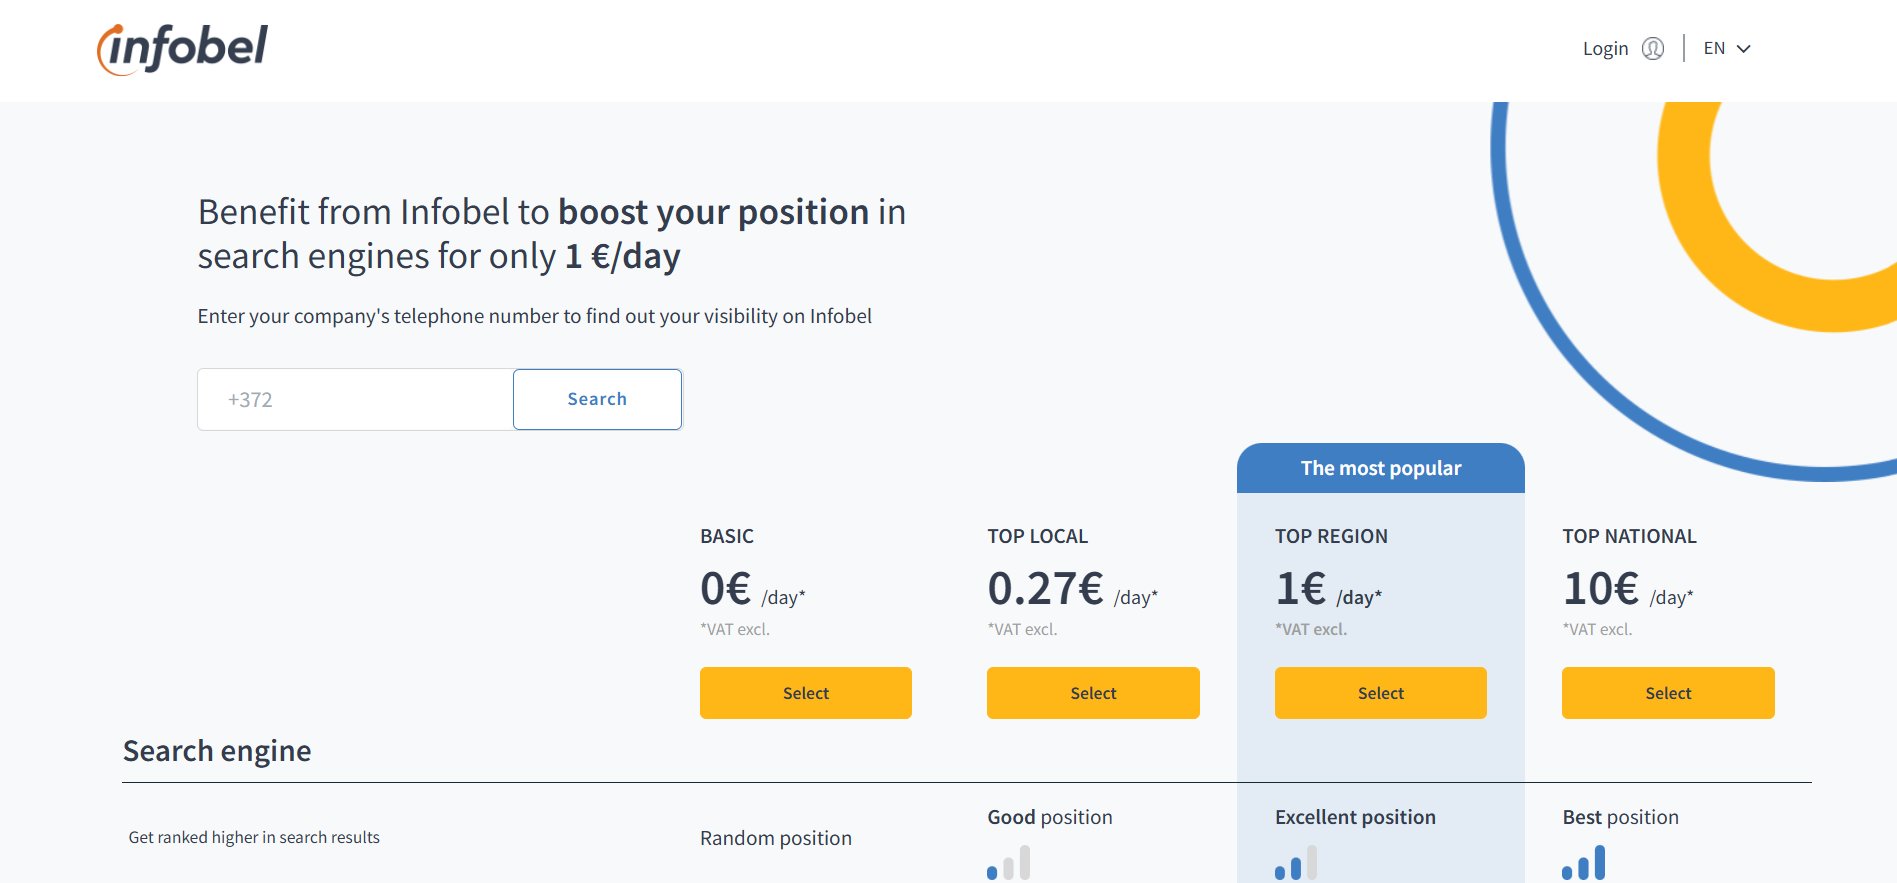 infobel
Login
EN
Benefit from Infobel to boost your position in
search engines for only 1 €/day
Enter your company's telephone number to find out your visibility on Infobel
+372
Search
The most popular
BASIC
0€ /day*
*VAT excl.
Select
TOP LOCAL
0.27€ /day*
*VAT excl.
Select
TOP REGION
1€ /day*
*VAT excl.
Select
TOP NATIONAL
10€ /day*
*VAT excl.
Select
Search engine
Get ranked higher in search results
Random position
Good position
Excellent position
Best position